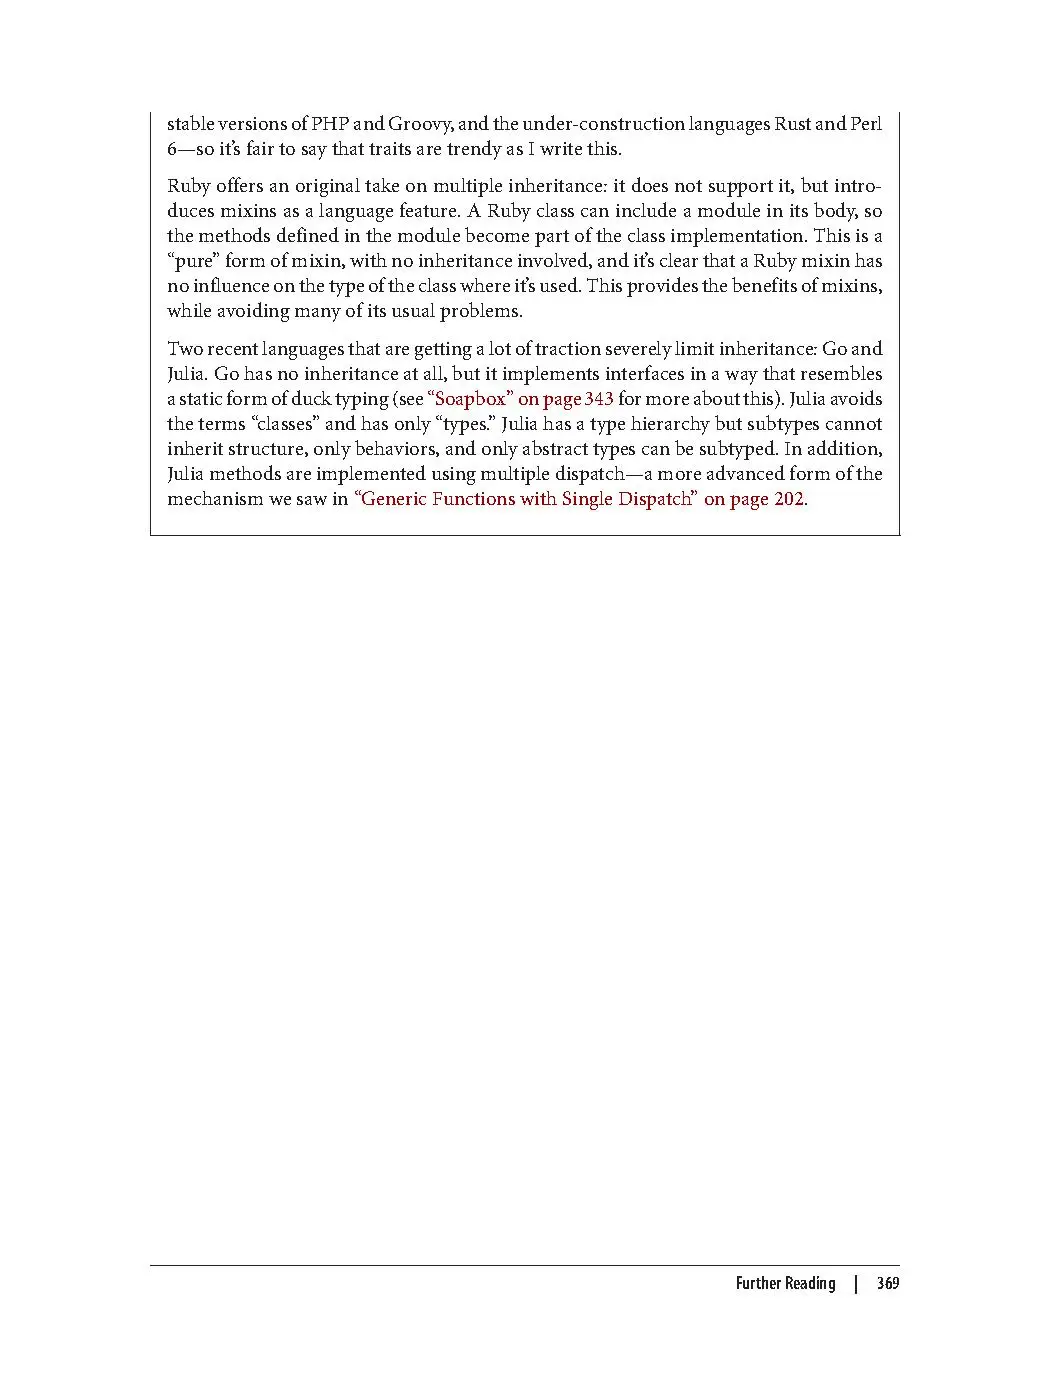 stable versions of PHP and Groovy, and the under-construction languages Rust and Perl
6—so it’s fair to say that traits are trendy as I write this.
Ruby offers an original take on multiple inheritance: it does not support it, but intro-
duces mixins as a language feature. A Ruby class can include a module in its body, so
the methods defined in the module become part of the class implementation. This is a
“pure” form of mixin, with no inheritance involved, and it’s clear that a Ruby mixin has
no influence on the type of the class where it’s used. This provides the benefits of mixins,
while avoiding many of its usual problems.
Two recent languages that are getting a lot of traction severely limit inheritance: Go and
Julia. Go has no inheritance at all, but it implements interfaces in a way that resembles
a static form of duck typing (see “Soapbox” on page 343 for more about this). Julia avoids
the terms “classes” and has only “types.” Julia has a type hierarchy but subtypes cannot
inherit structure, only behaviors, and only abstract types can be subtyped. In addition,
Julia methods are implemented using multiple dispatch—a more advanced form of the
mechanism we saw in “Generic Functions with Single Dispatch” on page 202.
Further Reading | 369